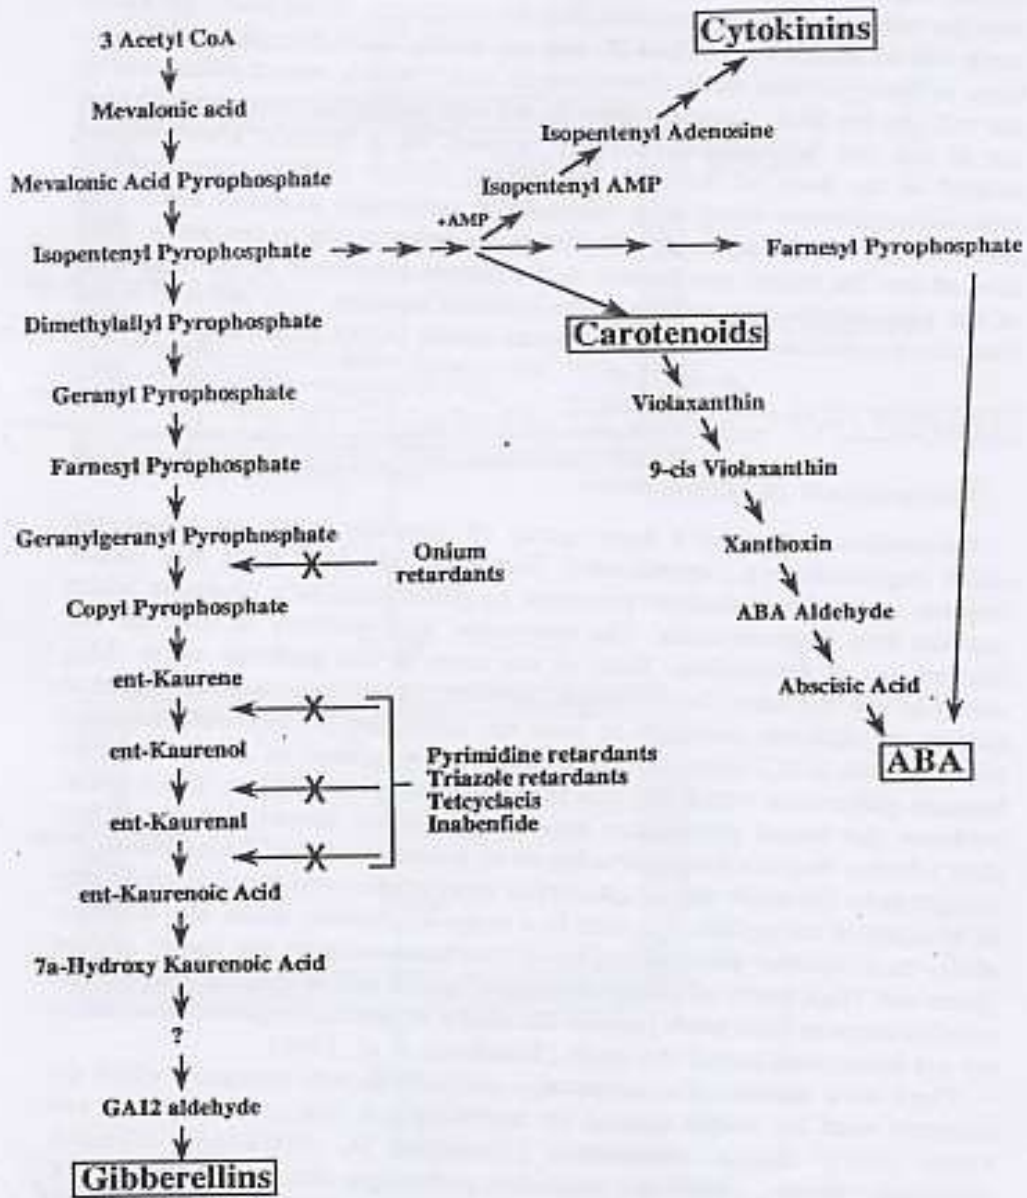 3 Acetyl CoA
Mevalonic acid
Mevalonic Acid Pyrophosphate
Isopentenyl Pyrophosphate
Dimethylallyl Pyrophosphate
Geranyl Pyrophosphate
Farnesyl Pyrophosphate
Geranylgeranyl Pyrophosphate
Copyl Pyrophosphate
ent-Kaurene
ent-Kaurenol
ent-Kaurenal
ent-Kaurenoic Acid
7a-Hydroxy Kaurenoic Acid
?
GA12 aldehyde
Gibberellins
Onium
retardants
X
X
X
X
Pyrimidine retardants
Triazole retardants
Tetcyclacis
Inabenfide
+AMP
Isopentenyl AMP
Isopentenyl Adenosine
Cytokinins
Farnesyl Pyrophosphate
Carotenoids
Violaxanthin
9-cis Violaxanthin
Xanthoxin
ABA Aldehyde
Abscisic Acid
ABA